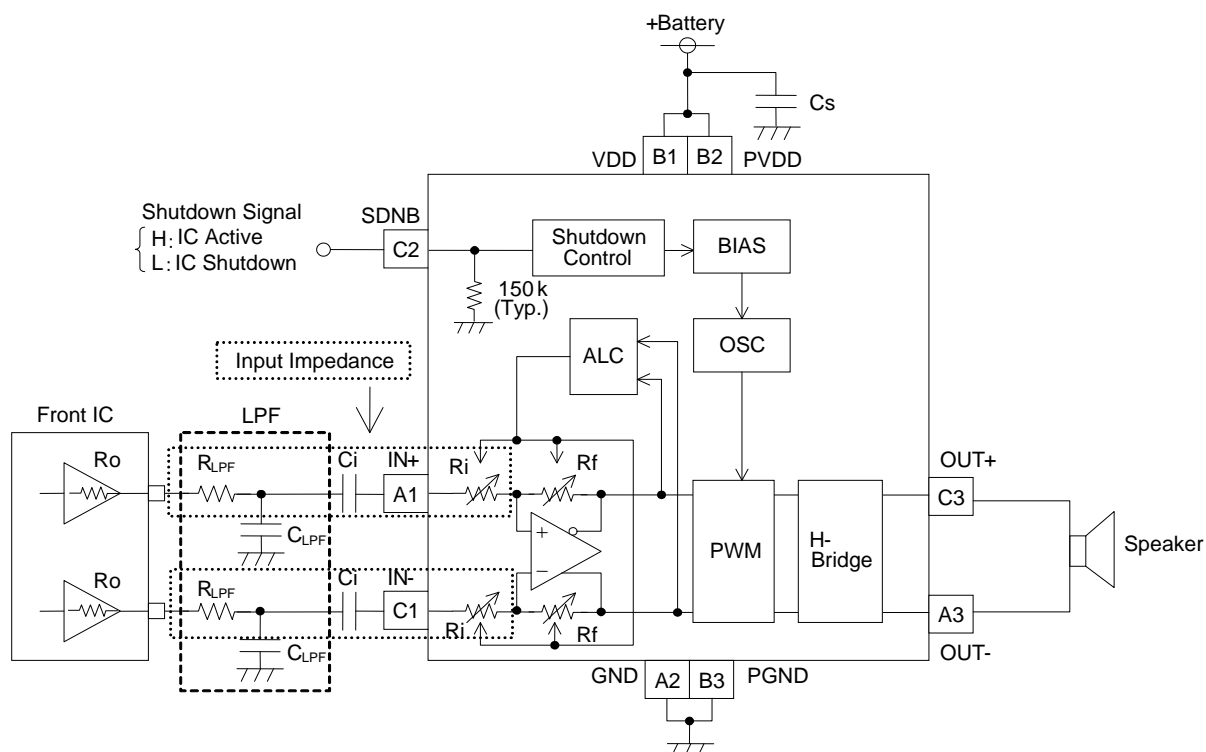 +Battery
Cs
VDD
B1
B2
PVDD
Shutdown Signal
H: IC Active
L: IC Shutdown
SDNB
C2
Shutdown
Control
BIAS
150k
(Typ.)
ALC
OSC
Input Impedance
Front IC
LPF
Ro
RLPF
Ci
IN+
A1
Ri
Rf
OUT+
C3
CLPF
+
−
PWM
H-
Bridge
Speaker
Ro
RLPF
Ci
IN-
C1
Ri
Rf
A3
OUT-
CLPF
GND
A2
B3
PGND